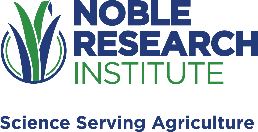 NOBLE
RESEARCH
INSTITUTE
Science Serving Agriculture